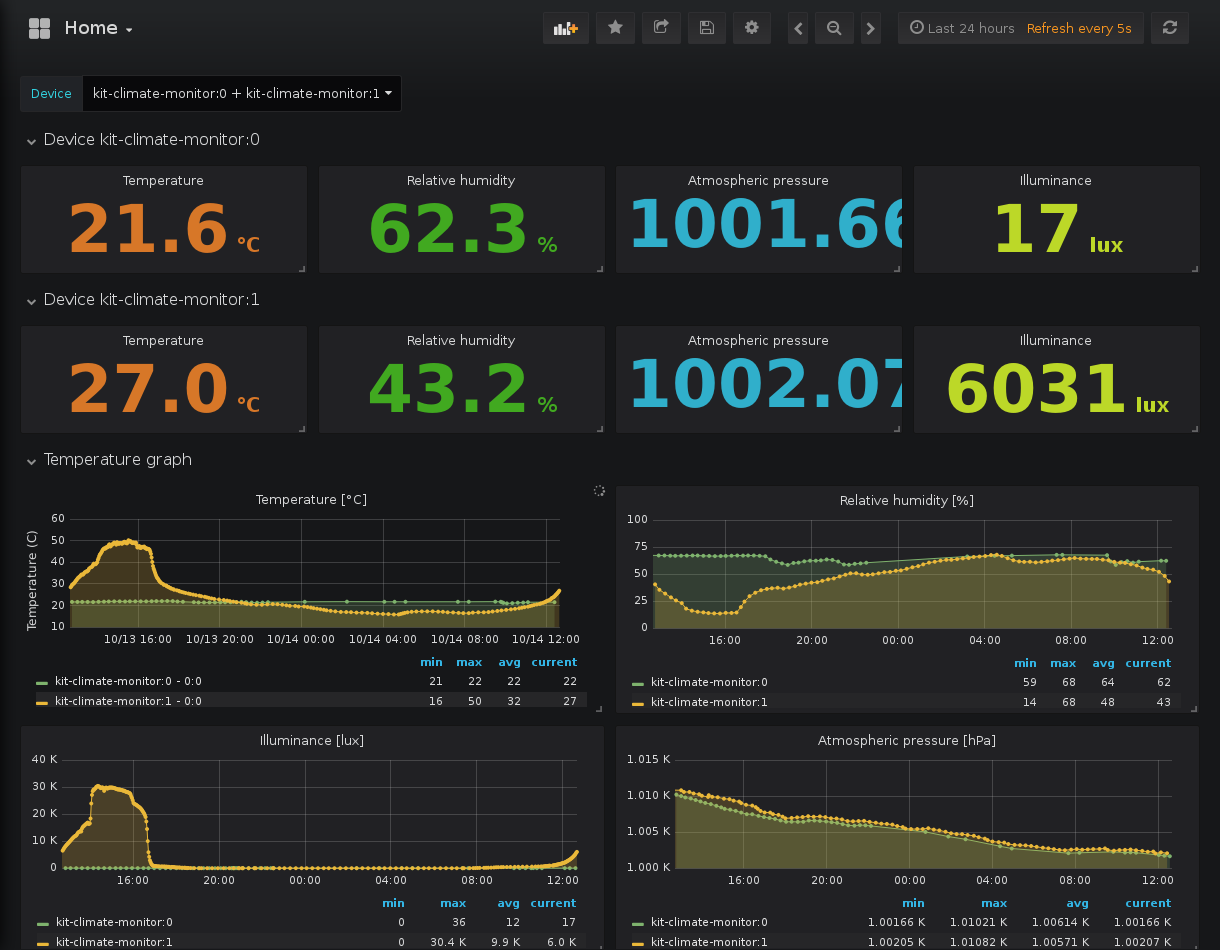 Home
Last 24 hours Refresh every 5s
Device kit-climate-monitor:0 + kit-climate-monitor:1
Device kit-climate-monitor:0
Temperature Relative humidity Atmospheric pressure Illuminance
21.6 °C 62.3 % 1001.66 17 lux
Device kit-climate-monitor:1
Temperature Relative humidity Atmospheric pressure Illuminance
27.0 °C 43.2 % 1002.07 6031 lux
Temperature graph
Temperature [°C]
Temperature (C)
60
50
40
30
20
10
10/13 16:00 10/13 20:00 10/14 00:00 10/14 04:00 10/14 08:00 10/14 12:00
min max avg current
kit-climate-monitor:0 - 0:0 21 22 22 22
kit-climate-monitor:1 - 0:0 16 50 32 27
Relative humidity [%]
100
75
50
25
0
16:00 20:00 00:00 04:00 08:00 12:00
min max avg current
kit-climate-monitor:0 59 68 64 62
kit-climate-monitor:1 14 68 48 43
Illuminance [lux]
40 K
30 K
20 K
10 K
0
16:00 20:00 00:00 04:00 08:00 12:00
min max avg current
kit-climate-monitor:0 0 36 12 17
kit-climate-monitor:1 0 30.4 K 9.9 K 6.0 K
Atmospheric pressure [hPa]
1.015 K
1.010 K
1.005 K
1.000 K
16:00 20:00 00:00 04:00 08:00 12:00
min max avg current
kit-climate-monitor:0 1.00166 K 1.01021 K 1.00614 K 1.00166 K
kit-climate-monitor:1 1.00205 K 1.01082 K 1.00571 K 1.00207 K